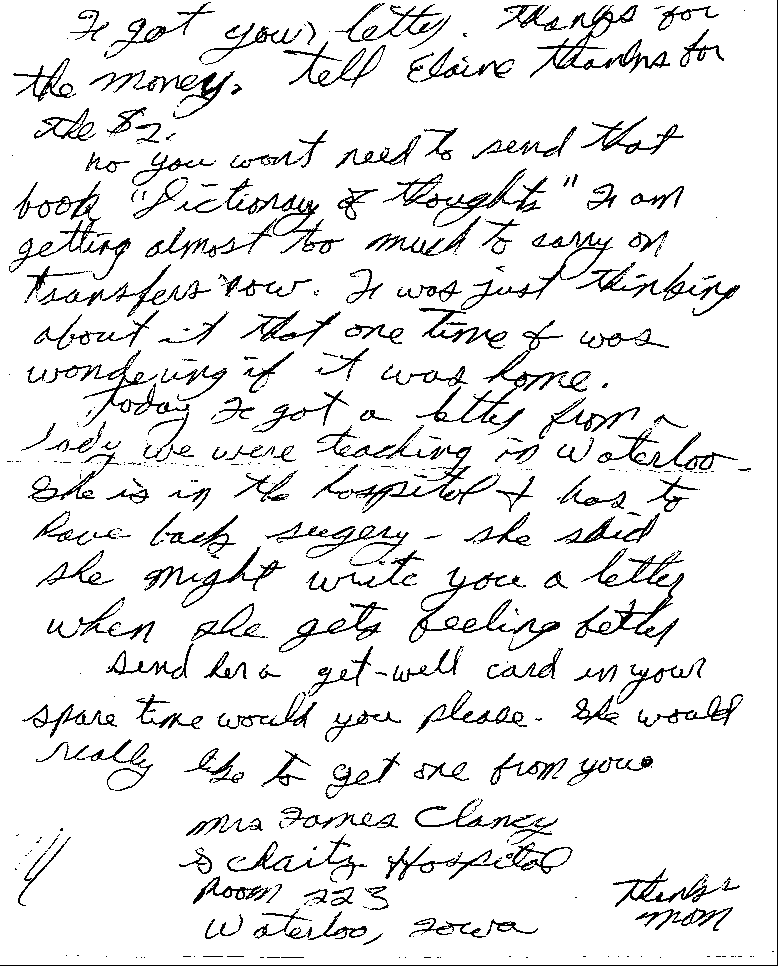 I got your letter. Thanks for
the money. tell Elaine thanks for
the $2.
no you wont need to send that
book "Dictionary of thoughts" I am
getting almost too much to carry on
transfers now. I was just thinking
about it that one time & was
wondering if it was home.
Today I got a letter from a
lady we were teaching in Waterloo.
She is in the hospital & has to
have back sugery - she said
she might write you a letter
when she gets feeling better
send her a get-well card in your
spare time would you please. She would
really like to get one from you.
Mrs James Clancy
Schoitz Hospital
Room 223
Waterloo, Iowa
Thanks
mom